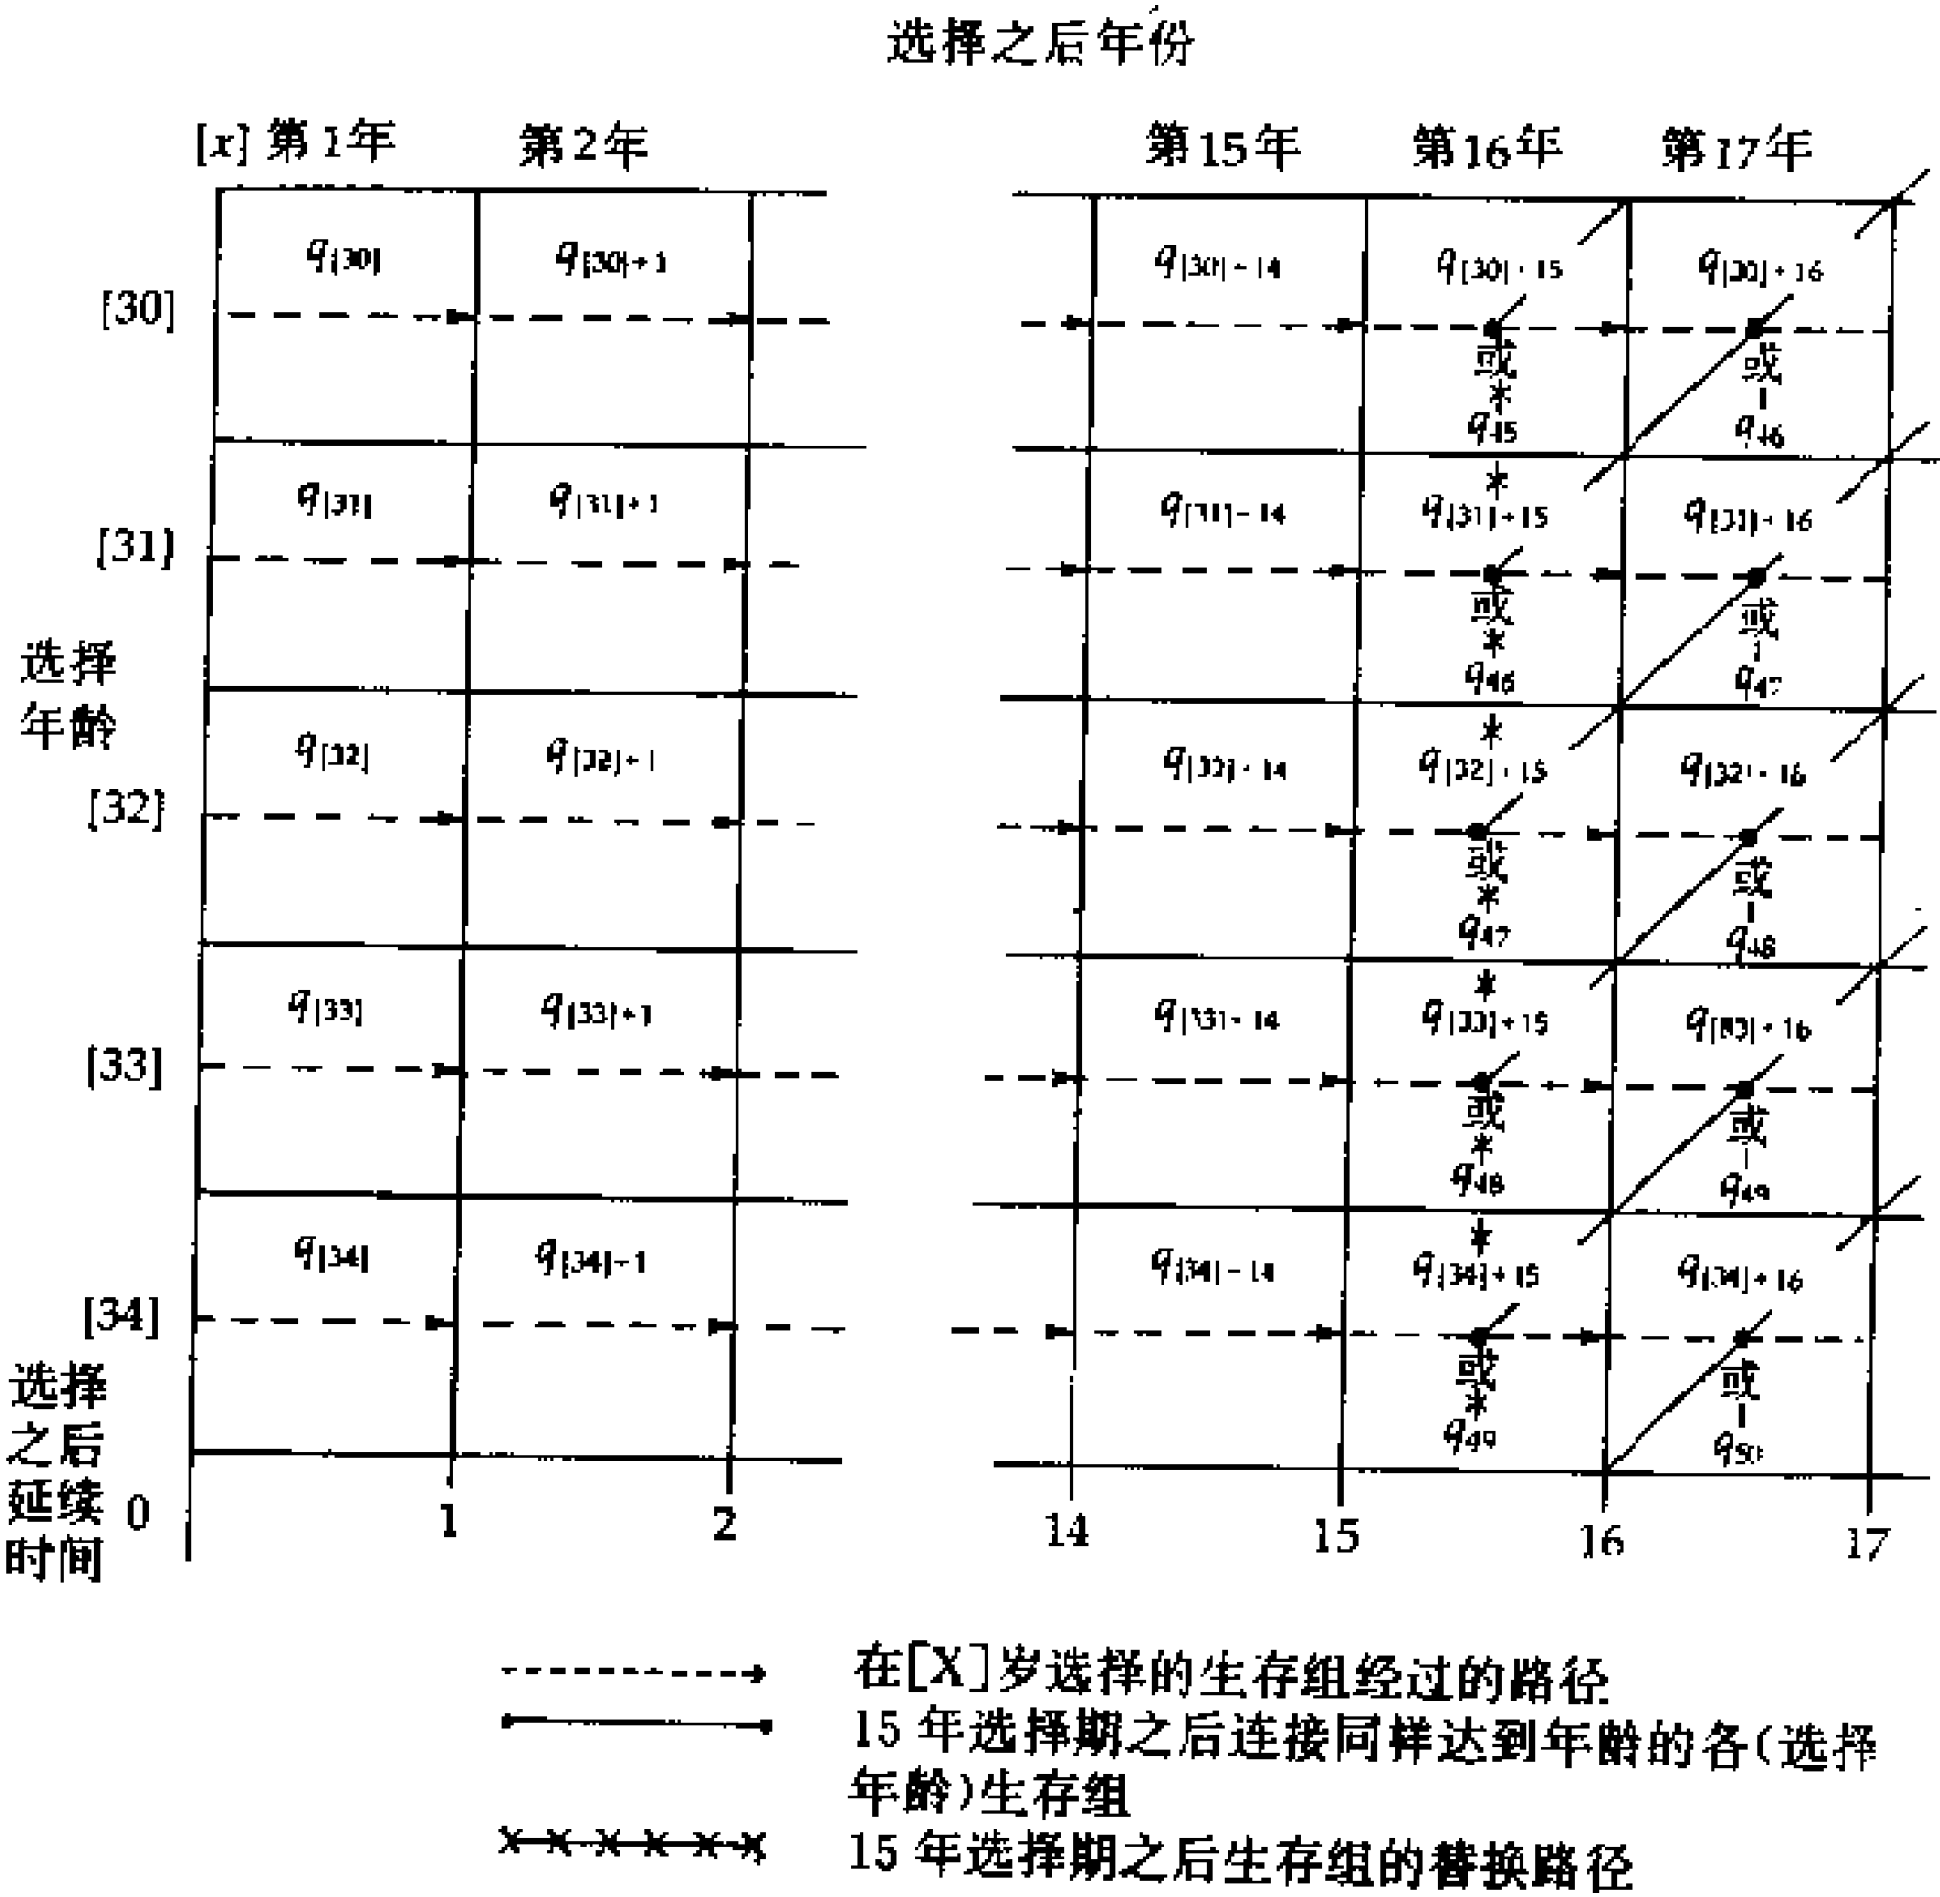 选择之后年份
[x] 第1年 第2年 第15年 第16年 第17年
q[30] q[30]+1 q[30]-14 q[30]+15 q[30]+16
[30]
或 或
q45 q46
q[31] q[31]+1 q[31]-14 q[31]+15 q[31]+16
[31]
或 或
q46 q47
选择
年龄
q[32] q[32]+1 q[32]-14 q[32]+15 q[32]-16
[32]
或 或
q47 q48
q[33] q[33]+1 q[33]-14 q[33]+15 q[33]+16
[33]
或 或
q48 q49
q[34] q[34]-1 q[34]-14 q[34]+15 q[34]+16
[34]
或 或
q49 q50
选择
之后
延续
时间
0 1 2 14 15 16 17
在[X]岁选择的生存组经过的路径
15年选择期之后连接同样达到年龄的各(选择
年龄)生存组
15年选择期之后生存组的替换路径